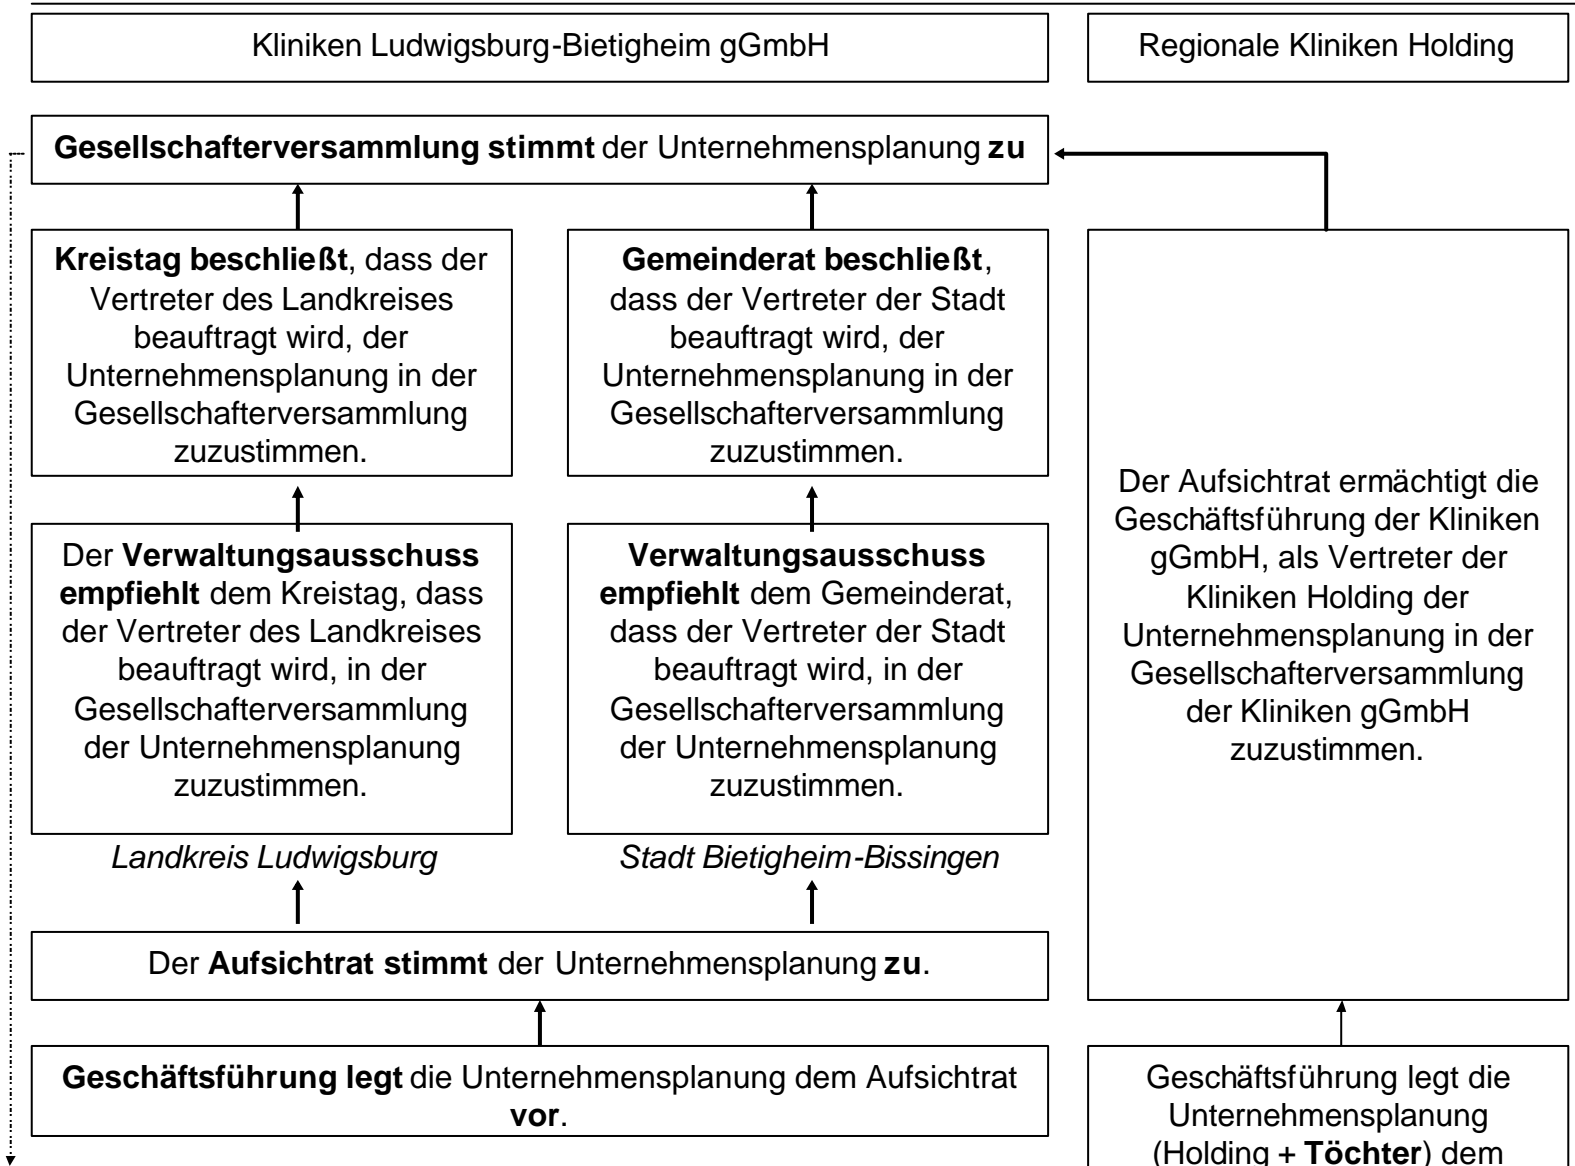 Kliniken Ludwigsburg-Bietigheim gGmbH
Regionale Kliniken Holding
Gesellschafterversammlung stimmt der Unternehmensplanung zu
Kreistag beschließt, dass der
Vertreter des Landkreises
beauftragt wird, der
Unternehmensplanung in der
Gesellschafterversammlung
zuzustimmen.
Gemeinderat beschließt,
dass der Vertreter der Stadt
beauftragt wird, der
Unternehmensplanung in der
Gesellschafterversammlung
zuzustimmen.
Der Verwaltungsausschuss
empfiehlt dem Kreistag, dass
der Vertreter des Landkreises
beauftragt wird, in der
Gesellschafterversammlung
der Unternehmensplanung
zuzustimmen.
Verwaltungsausschuss
empfiehlt dem Gemeinderat,
dass der Vertreter der Stadt
beauftragt wird, in der
Gesellschafterversammlung
der Unternehmensplanung
zuzustimmen.
Der Aufsichtrat ermächtigt die
Geschäftsführung der Kliniken
gGmbH, als Vertreter der
Kliniken Holding der
Unternehmensplanung in der
Gesellschafterversammlung
der Kliniken gGmbH
zuzustimmen.
Landkreis Ludwigsburg
Stadt Bietigheim-Bissingen
Der Aufsichtrat stimmt der Unternehmensplanung zu.
Geschäftsführung legt die Unternehmensplanung dem Aufsichtrat
vor.
Geschäftsführung legt die
Unternehmensplanung
(Holding + Töchter) dem